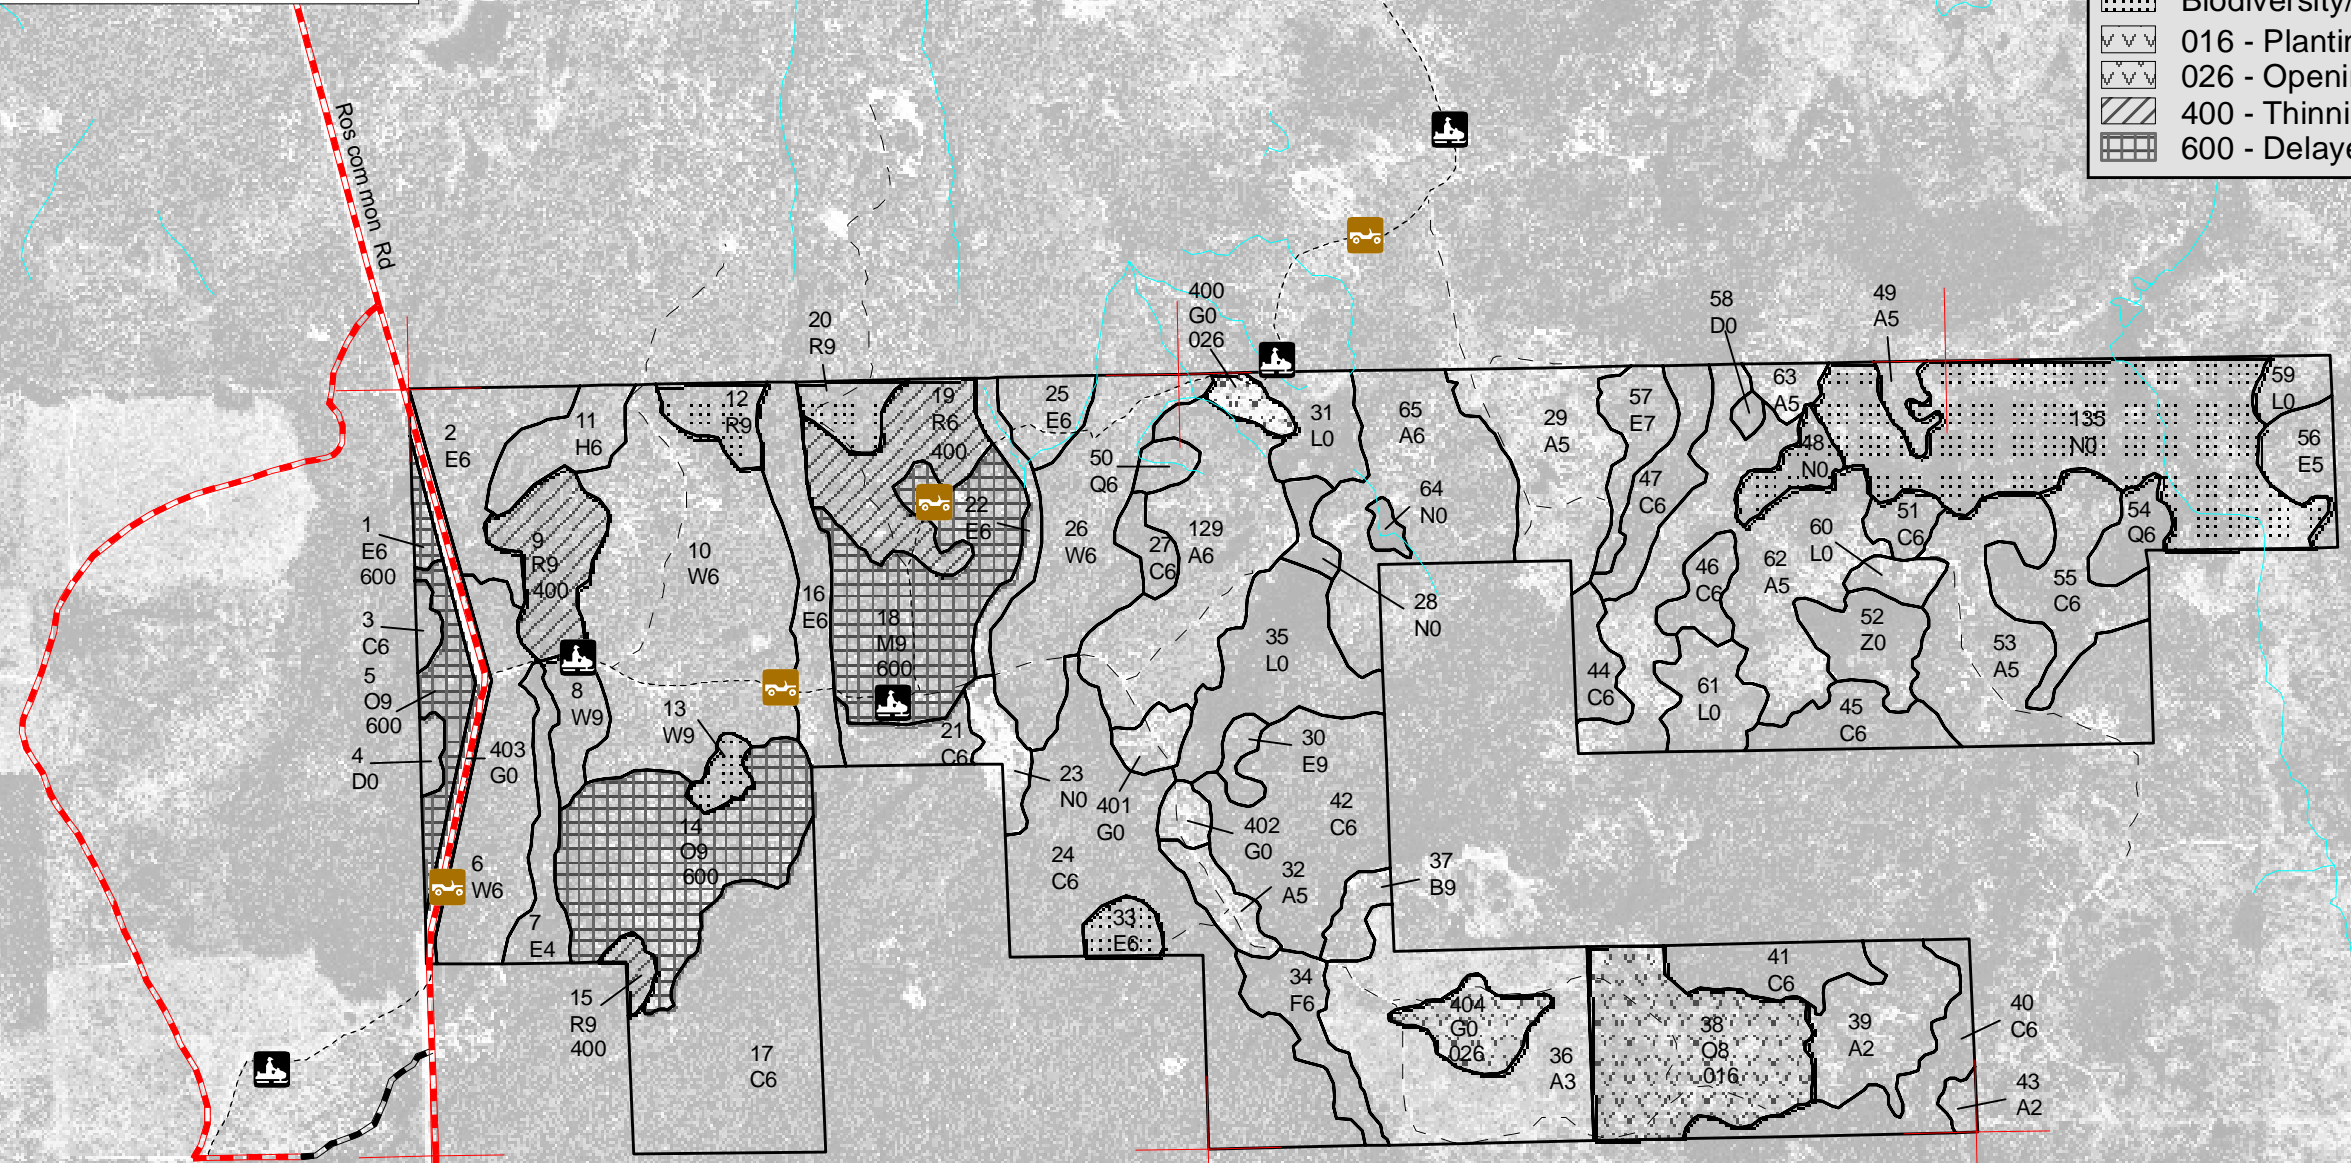 Biodiversity/
016 - Plantin
026 - Openi
400 - Thinni
600 - Delaye
Roscommon Rd
400
G0
026
58
D0
49
A5
20
R9
2
E6
11
H6
12
R9
19
R6
400
25
E6
31
L0
65
A6
29
A5
57
E7
63
A5
48
N0
135
N0
59
L0
56
E5
50
Q6
47
C6
64
N0
22
E6
1
E6
600
9
R9
400
10
W6
26
W6
27
C6
129
A6
60
L0
51
C6
54
Q6
46
C6
62
A5
55
C6
16
E6
18
M9
600
28
N0
35
L0
52
Z0
53
A5
3
C6
5
O9
600
44
C6
61
L0
45
C6
8
W9
13
W9
21
C6
30
E9
4
D0
403
G0
23
N0
401
G0
42
C6
402
G0
14
O9
600
6
W6
24
C6
32
A5
37
B9
7
E4
33
E6
34
F6
41
C6
15
R9
400
404
G0
026
38
O8
016
39
A2
40
C6
17
C6
36
A3
43
A2